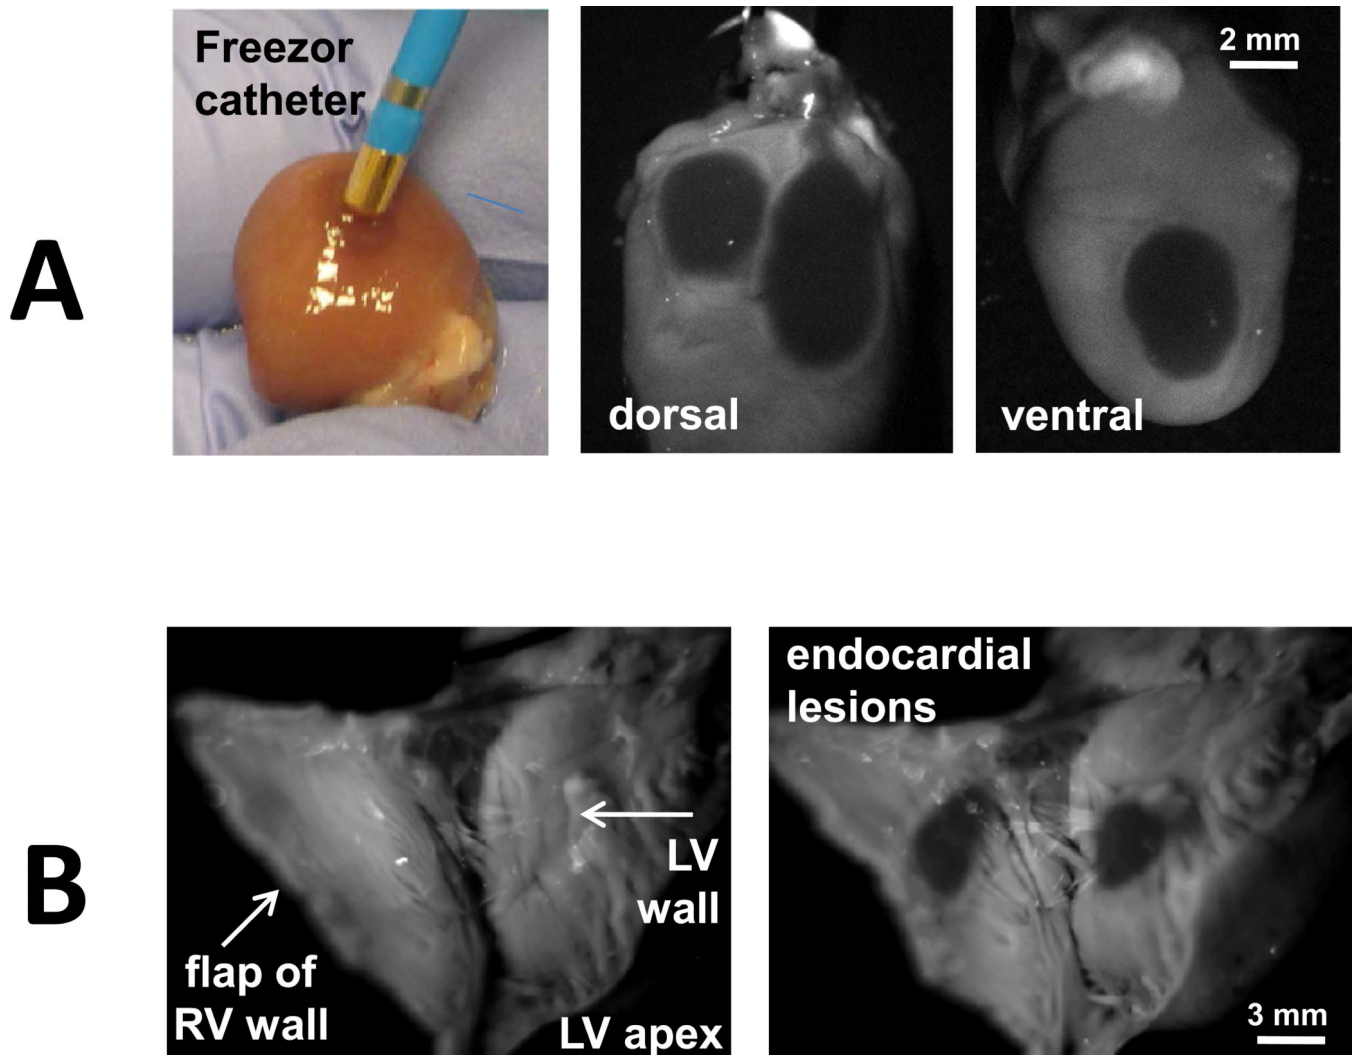 A
Freezor
catheter
dorsal
2 mm
ventral
B
LV
wall
flap of
RV wall
LV apex
endocardial
lesions
3 mm